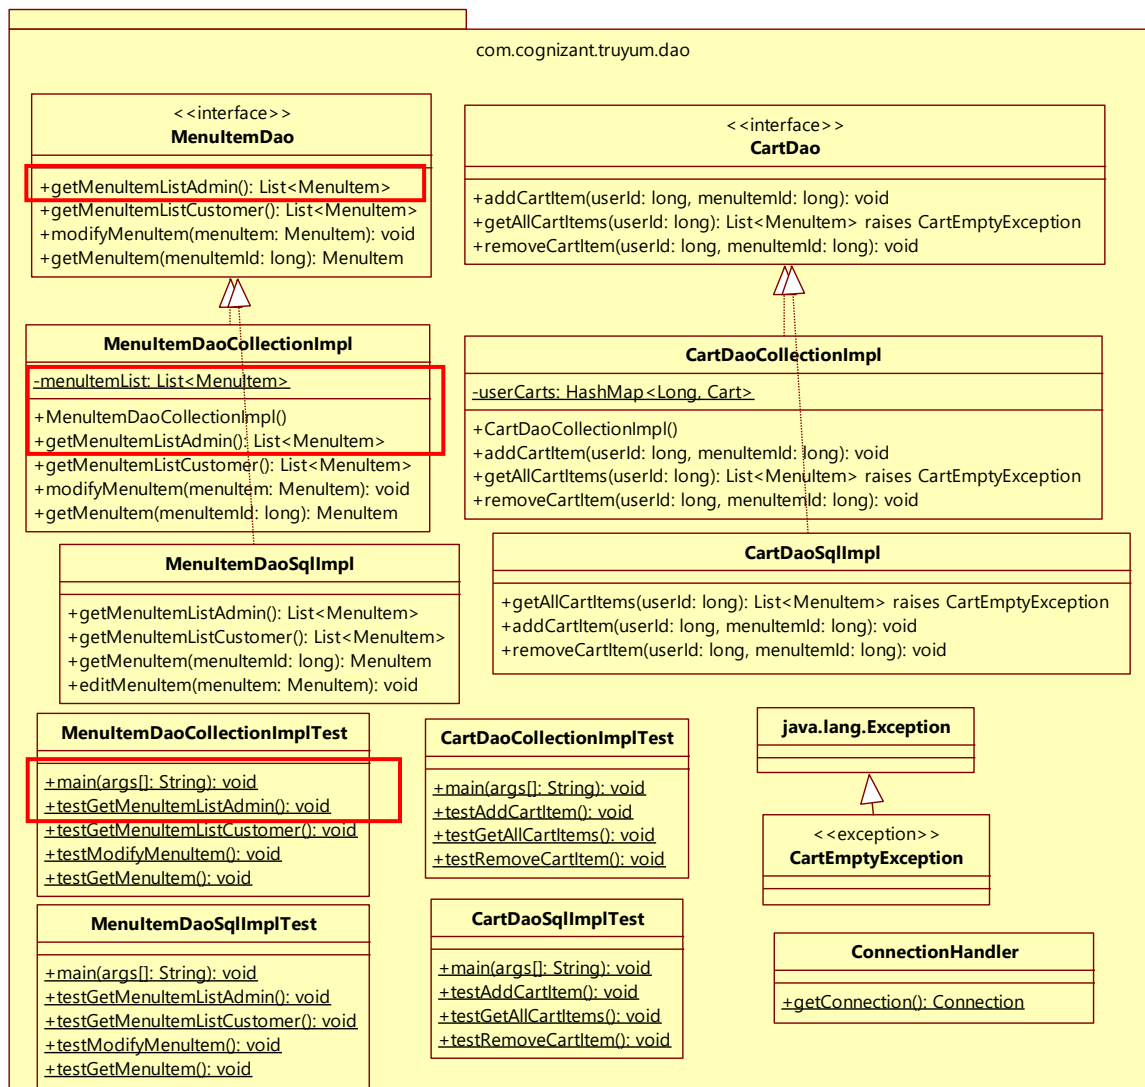 com.cognizant.truyum.dao
<<interface>>
MenuItemDao
+getMenuItemListAdmin(): List<MenuItem>
+getMenuItemListCustomer(): List<MenuItem>
+modifyMenuItem(menuItem: MenuItem): void
+getMenuItem(menuItemId: long): MenuItem
<<interface>>
CartDao
+addCartItem(userId: long, menuItemId: long): void
+getAllCartItems(userId: long): List<MenuItem> raises CartEmptyException
+removeCartItem(userId: long, menuItemId: long): void
MenuItemDaoCollectionImpl
-menuItemList: List<MenuItem>
+MenuItemDaoCollectionImpl()
+getMenuItemListAdmin(): List<MenuItem>
+getMenuItemListCustomer(): List<MenuItem>
+modifyMenuItem(menuItem: MenuItem): void
+getMenuItem(menuItemId: long): MenuItem
CartDaoCollectionImpl
-userCarts: HashMap<Long, Cart>
+CartDaoCollectionImpl()
+addCartItem(userId: long, menuItemId: long): void
+getAllCartItems(userId: long): List<MenuItem> raises CartEmptyException
+removeCartItem(userId: long, menuItemId: long): void
MenuItemDaoSqlImpl
+getMenuItemListAdmin(): List<MenuItem>
+getMenuItemListCustomer(): List<MenuItem>
+getMenuItem(menuItemId: long): MenuItem
+editMenuItem(menuItem: MenuItem): void
CartDaoSqlImpl
+getAllCartItems(userId: long): List<MenuItem> raises CartEmptyException
+addCartItem(userId: long, menuItemId: long): void
+removeCartItem(userId: long, menuItemId: long): void
MenuItemDaoCollectionImplTest
+main(args[]: String): void
+testGetMenuItemListAdmin(): void
+testGetMenuItemListCustomer(): void
+testModifyMenuItem(): void
+testGetMenuItem(): void
CartDaoCollectionImplTest
+main(args[]: String): void
+testAddCartItem(): void
+testGetAllCartItems(): void
+testRemoveCartItem(): void
java.lang.Exception
<<exception>>
CartEmptyException
MenuItemDaoSqlImplTest
+main(args[]: String): void
+testGetMenuItemListAdmin(): void
+testGetMenuItemListCustomer(): void
+testModifyMenuItem(): void
+testGetMenuItem(): void
CartDaoSqlImplTest
+main(args[]: String): void
+testAddCartItem(): void
+testGetAllCartItems(): void
+testRemoveCartItem(): void
ConnectionHandler
+getConnection(): Connection